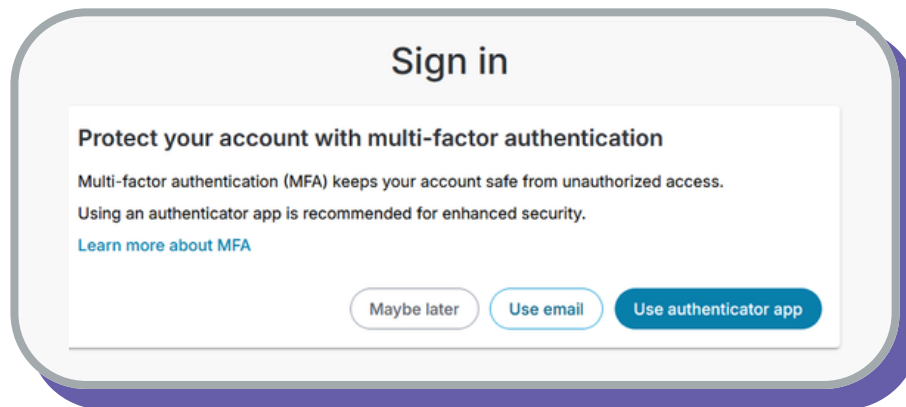 Sign in
Protect your account with multi-factor authentication
Multi-factor authentication (MFA) keeps your account safe from unauthorized access.
Using an authenticator app is recommended for enhanced security.
Learn more about MFA
Maybe later Use email Use authenticator app